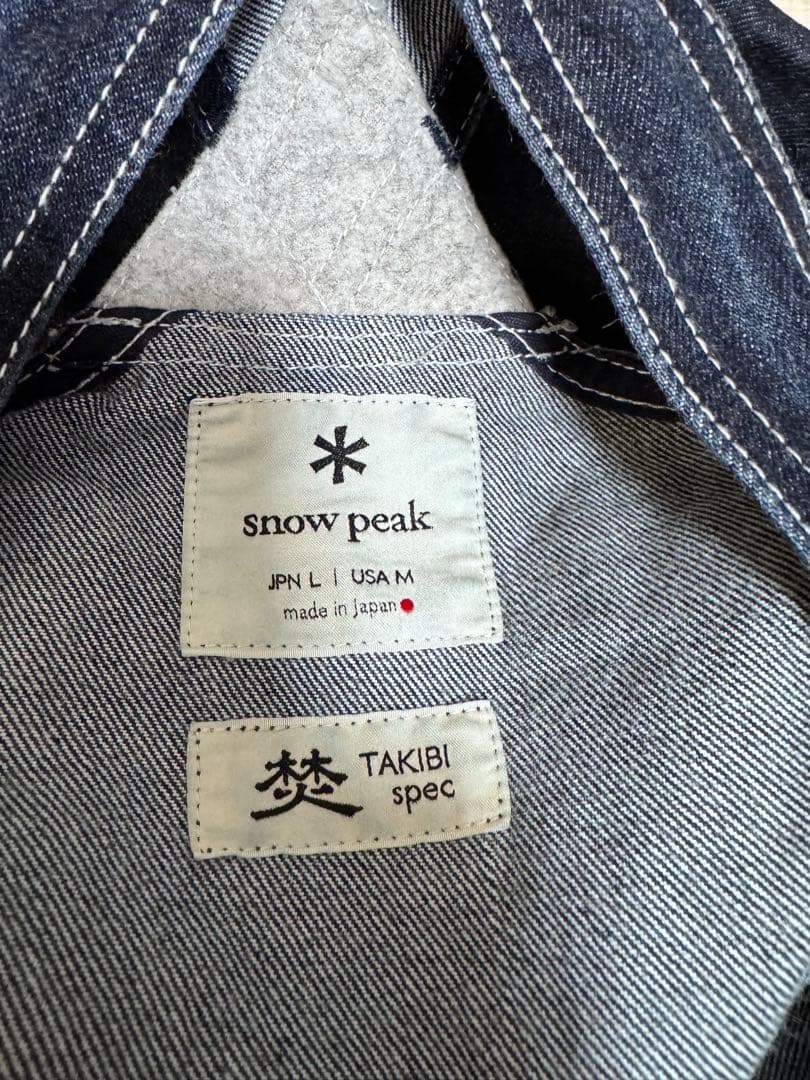 snow peak
JPN L | USA M
made in Japan
焚 TAKIBI
spec